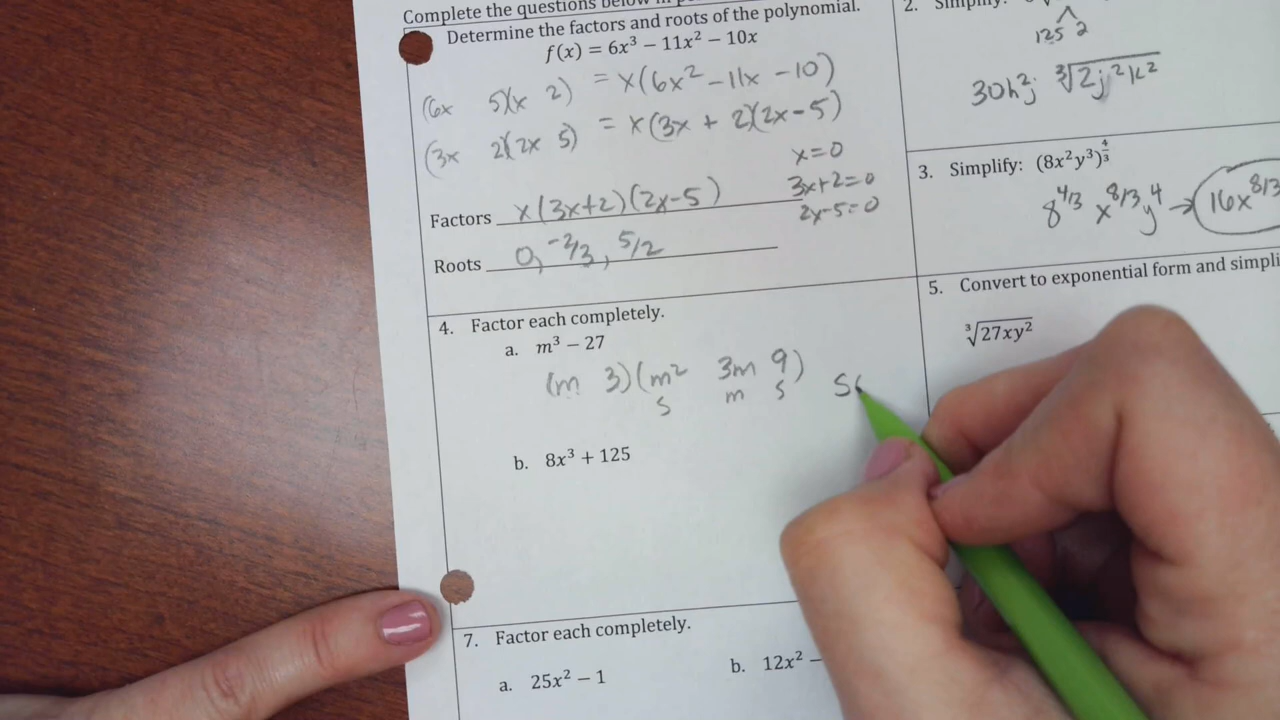 Complete the questions below in
Determine the factors and roots of the polynomial.
f(x) = 6x³ − 11x² − 10x
(6x 5)(x 2) = x(6x² − 11x − 10)
(3x 2)(2x 5) = x(3x + 2)(2x − 5)
x=0
3x+2=0
2x−5=0
Factors x(3x+2)(2x−5)
Roots 0, −2/3, 5/2
2.
125 2
30h²j ∛2j²k²
3. Simplify: (8x²y³)^4/3
8^4/3 x^8/3 y^4 → 16x^8/3
4. Factor each completely.
a. m³ − 27
(m 3)(m² 3m 9)
S m S
b. 8x³ + 125
5. Convert to exponential form and
∛27xy²
7. Factor each completely.
a. 25x² − 1
b. 12x² −